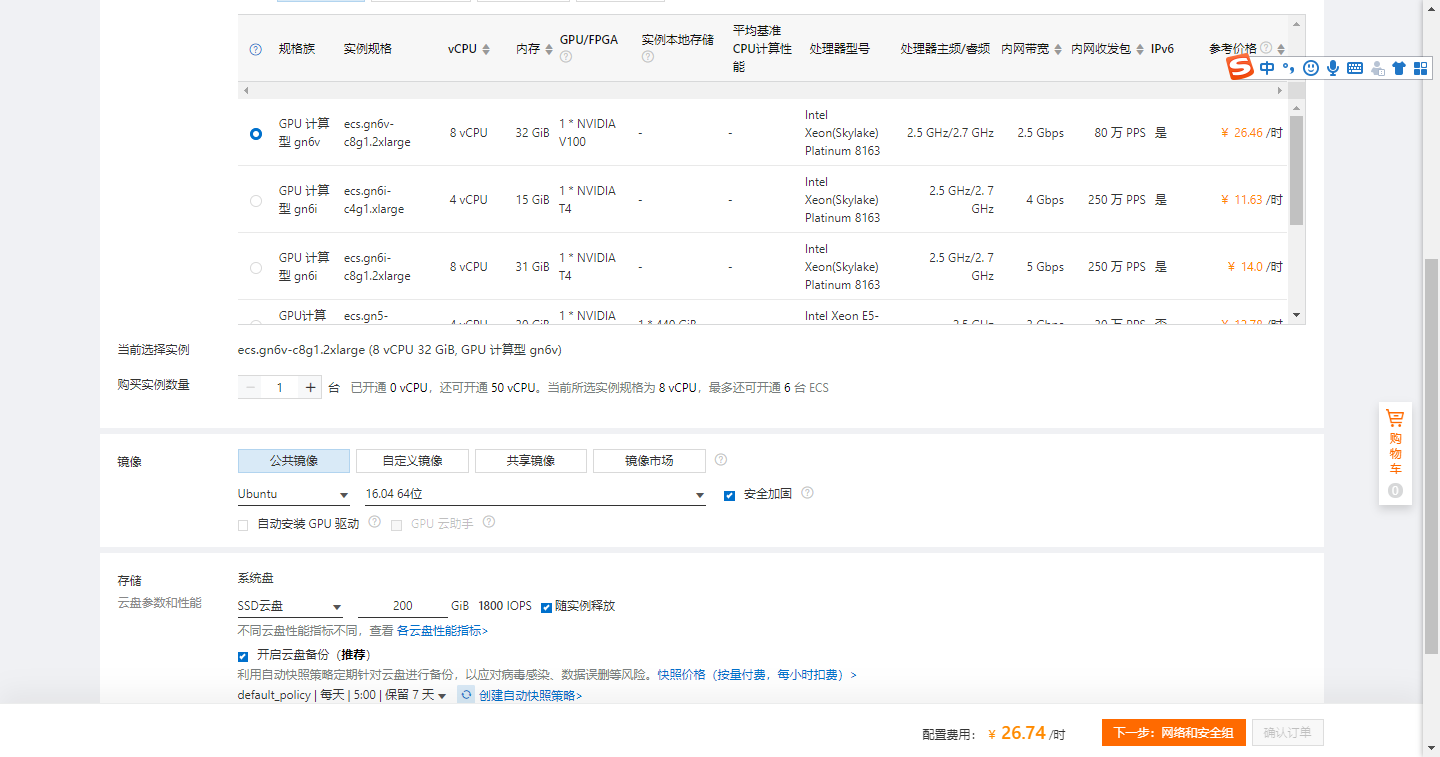 规格族 实例规格 vCPU 内存 GPU/FPGA 实例本地存储 平均基准CPU计算性能 处理器型号 处理器主频/睿频 内网带宽 内网收发包 IPv6 参考价格
中
GPU 计算型 gn6v ecs.gn6v-c8g1.2xlarge 8 vCPU 32 GiB 1 * NVIDIA V100 - - Intel Xeon(Skylake) Platinum 8163 2.5 GHz/2.7 GHz 2.5 Gbps 80 万 PPS 是 ¥ 26.46 /时
GPU 计算型 gn6i ecs.gn6i-c4g1.xlarge 4 vCPU 15 GiB 1 * NVIDIA T4 - - Intel Xeon(Skylake) Platinum 8163 2.5 GHz/2. 7 GHz 4 Gbps 250 万 PPS 是 ¥ 11.63 /时
GPU 计算型 gn6i ecs.gn6i-c8g1.2xlarge 8 vCPU 31 GiB 1 * NVIDIA T4 - - Intel Xeon(Skylake) Platinum 8163 2.5 GHz/2. 7 GHz 5 Gbps 250 万 PPS 是 ¥ 14.0 /时
GPU计算 ecs.gn5- 1 * NVIDIA Intel Xeon E5-
当前选择实例 ecs.gn6v-c8g1.2xlarge (8 vCPU 32 GiB, GPU 计算型 gn6v)
购买实例数量 − 1 + 台 已开通 0 vCPU，还可开通 50 vCPU。当前所选实例规格为 8 vCPU，最多还可开通 6 台 ECS
镜像 公共镜像 自定义镜像 共享镜像 镜像市场
Ubuntu 16.04 64位 安全加固
自动安装 GPU 驱动 GPU 云助手
存储 系统盘
云盘参数和性能
SSD云盘 200 GiB 1800 IOPS 随实例释放
不同云盘性能指标不同，查看 各云盘性能指标>
开启云盘备份（推荐）
利用自动快照策略定期针对云盘进行备份，以应对病毒感染、数据误删等风险。快照价格（按量付费，每小时扣费）>
default_policy | 每天 | 5:00 | 保留 7 天 创建自动快照策略>
购物车
0
配置费用： ¥ 26.74 /时 下一步：网络和安全组 确认订单